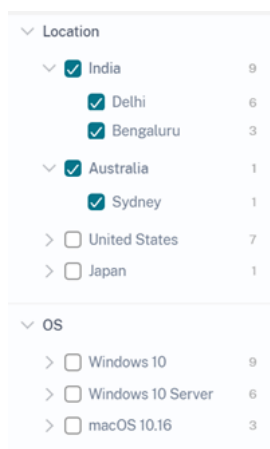 Location
India 9
Delhi 6
Bengaluru 3
Australia 1
Sydney 1
United States 7
Japan 1
OS
Windows 10 9
Windows 10 Server 6
macOS 10.16 3